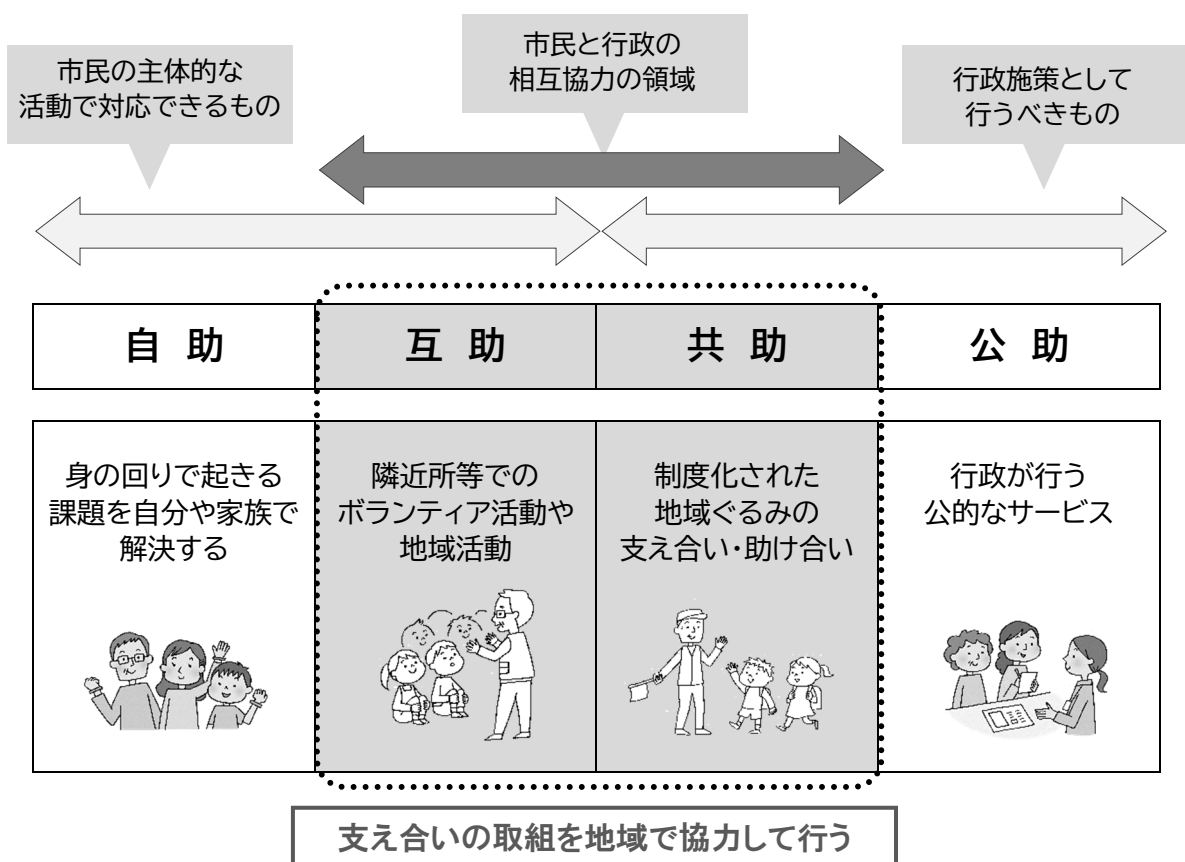 市民の主体的な
活動で対応できるもの
市民と行政の
相互協力の領域
行政施策として
行うべきもの
自 助
互 助
共 助
公 助
身の回りで起きる
課題を自分や家族で
解決する
隣近所等での
ボランティア活動や
地域活動
制度化された
地域ぐるみの
支え合い・助け合い
行政が行う
公的なサービス
支え合いの取組を地域で協力して行う